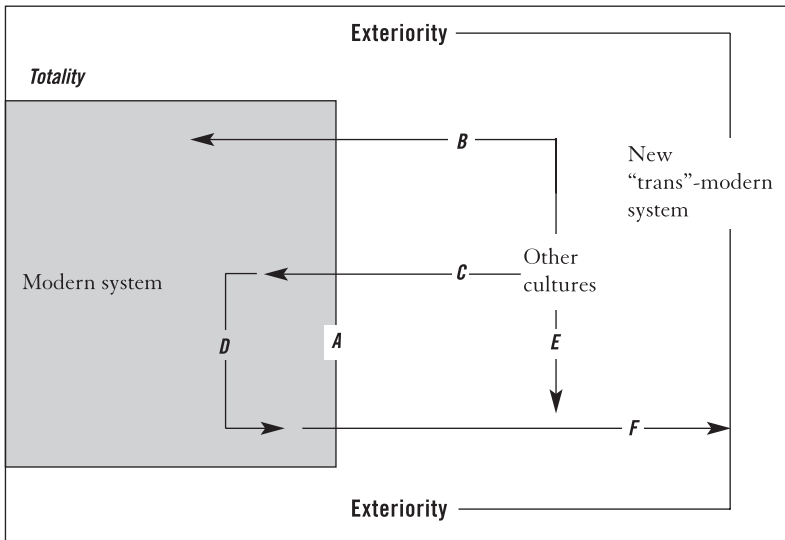 Exteriority
Totality
B
New
“trans”-modern
system
Other
cultures
C
Modern system
D
A
E
F
Exteriority